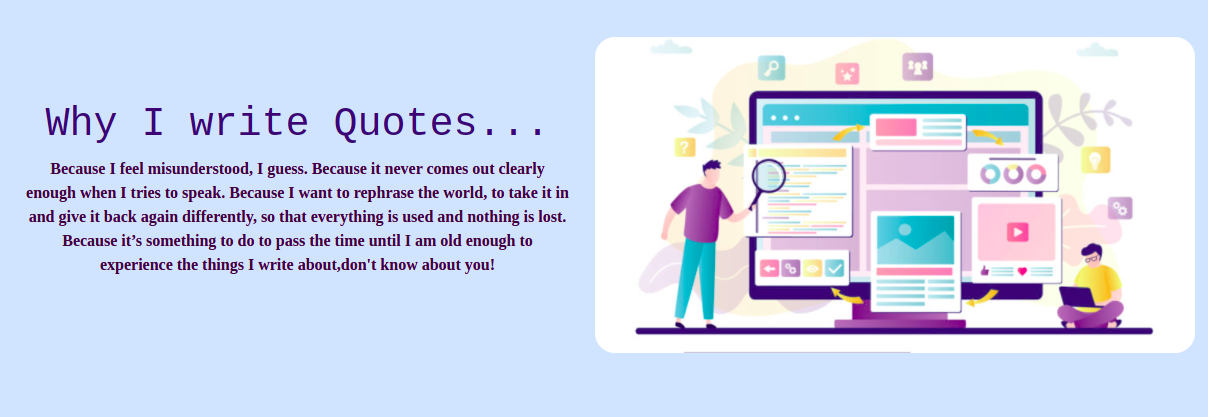 Why I write Quotes...
Because I feel misunderstood, I guess. Because it never comes out clearly
enough when I tries to speak. Because I want to rephrase the world, to take it in
and give it back again differently, so that everything is used and nothing is lost.
Because it’s something to do to pass the time until I am old enough to
experience the things I write about,don't know about you!
?